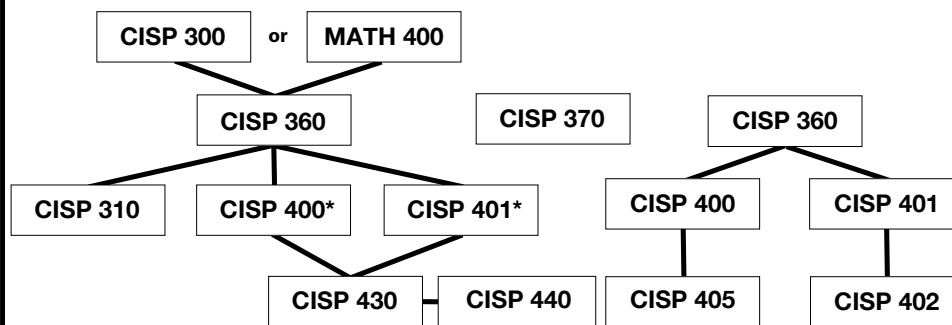 CISP 300 or MATH 400
CISP 360 CISP 370 CISP 360
CISP 310 CISP 400* CISP 401* CISP 400 CISP 401
CISP 430 CISP 440 CISP 405 CISP 402